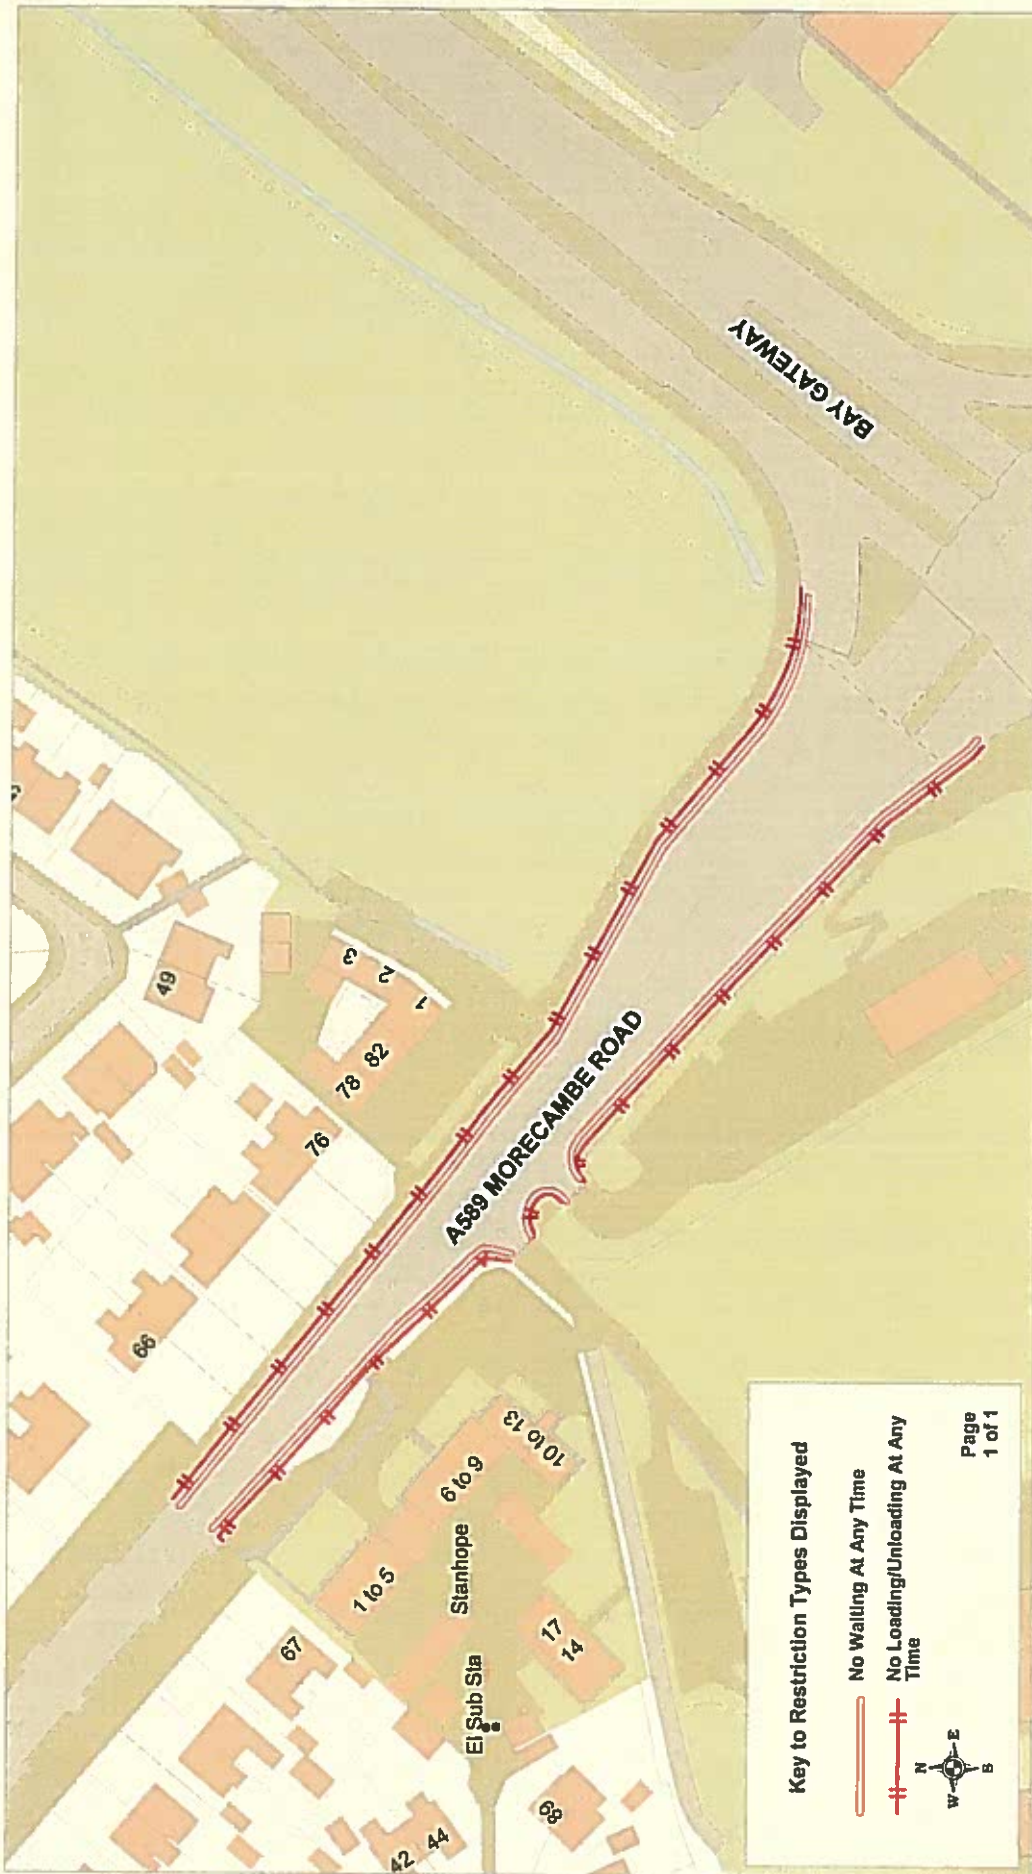 49
3
2
1
78
82
76
66
A589 MORECAMBE ROAD
BAY GATEWAY
67
1 to 5
6 to 9
10 to 13
Stanhope
17
14
El Sub Sta
42
44
68
Key to Restriction Types Displayed
No Waiting At Any Time
No Loading/Unloading At Any
Time
N
W
E
S
Page
1 of 1